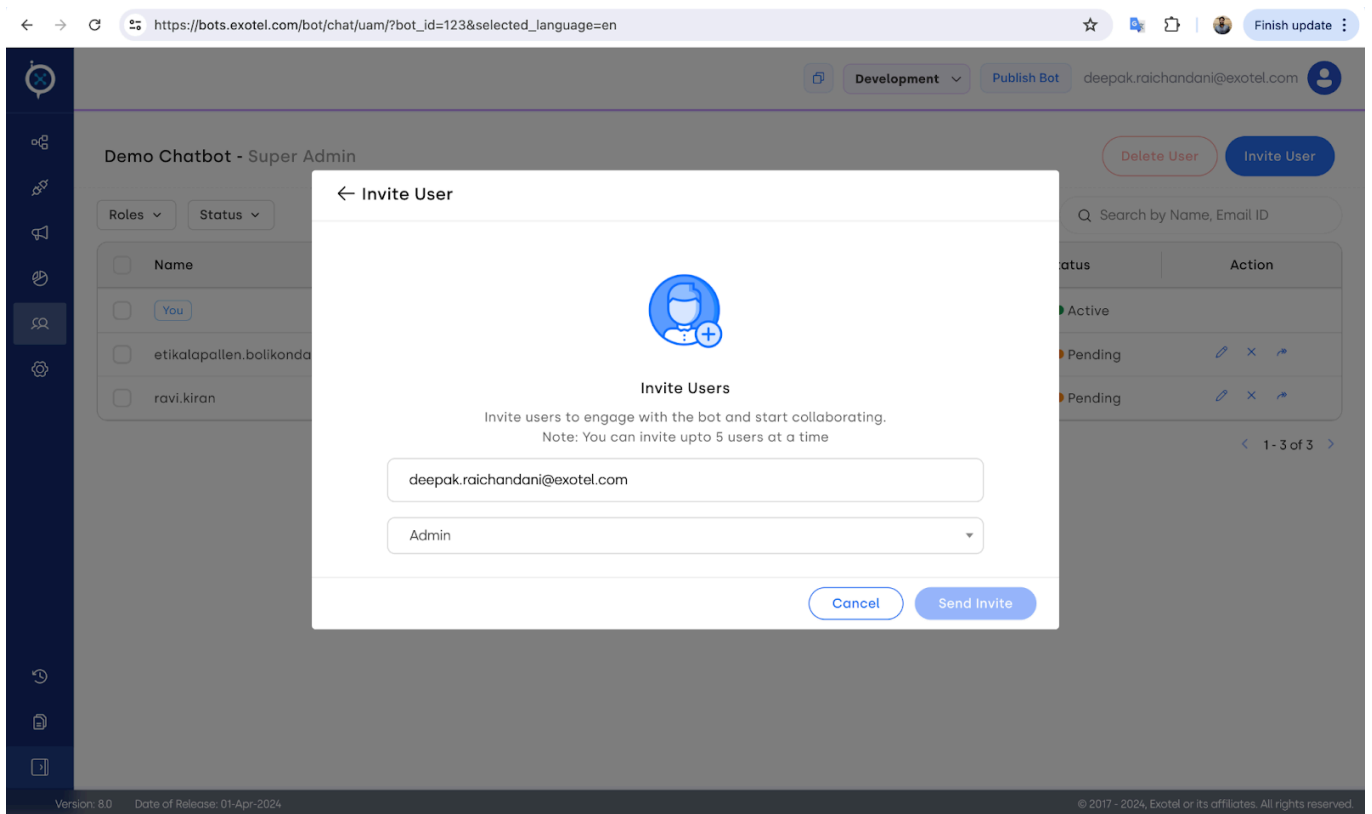 https://bots.exotel.com/bot/chat/uam/?bot_id=123&selected_language=en
Finish update
Development
Publish Bot
deepak.raichandani@exotel.com
Demo Chatbot - Super Admin
Delete User
Invite User
Invite User
Roles
Status
Search by Name, Email ID
Name
tatus
Action
You
Active
etikalapallen.bolikonda
Pending
ravi.kiran
Pending
Invite Users
Invite users to engage with the bot and start collaborating.
Note: You can invite upto 5 users at a time
1 - 3 of 3
deepak.raichandani@exotel.com
Admin
Cancel
Send Invite
Version: 8.0 Date of Release: 01-Apr-2024
© 2017 - 2024, Exotel or its affiliates. All rights reserved.